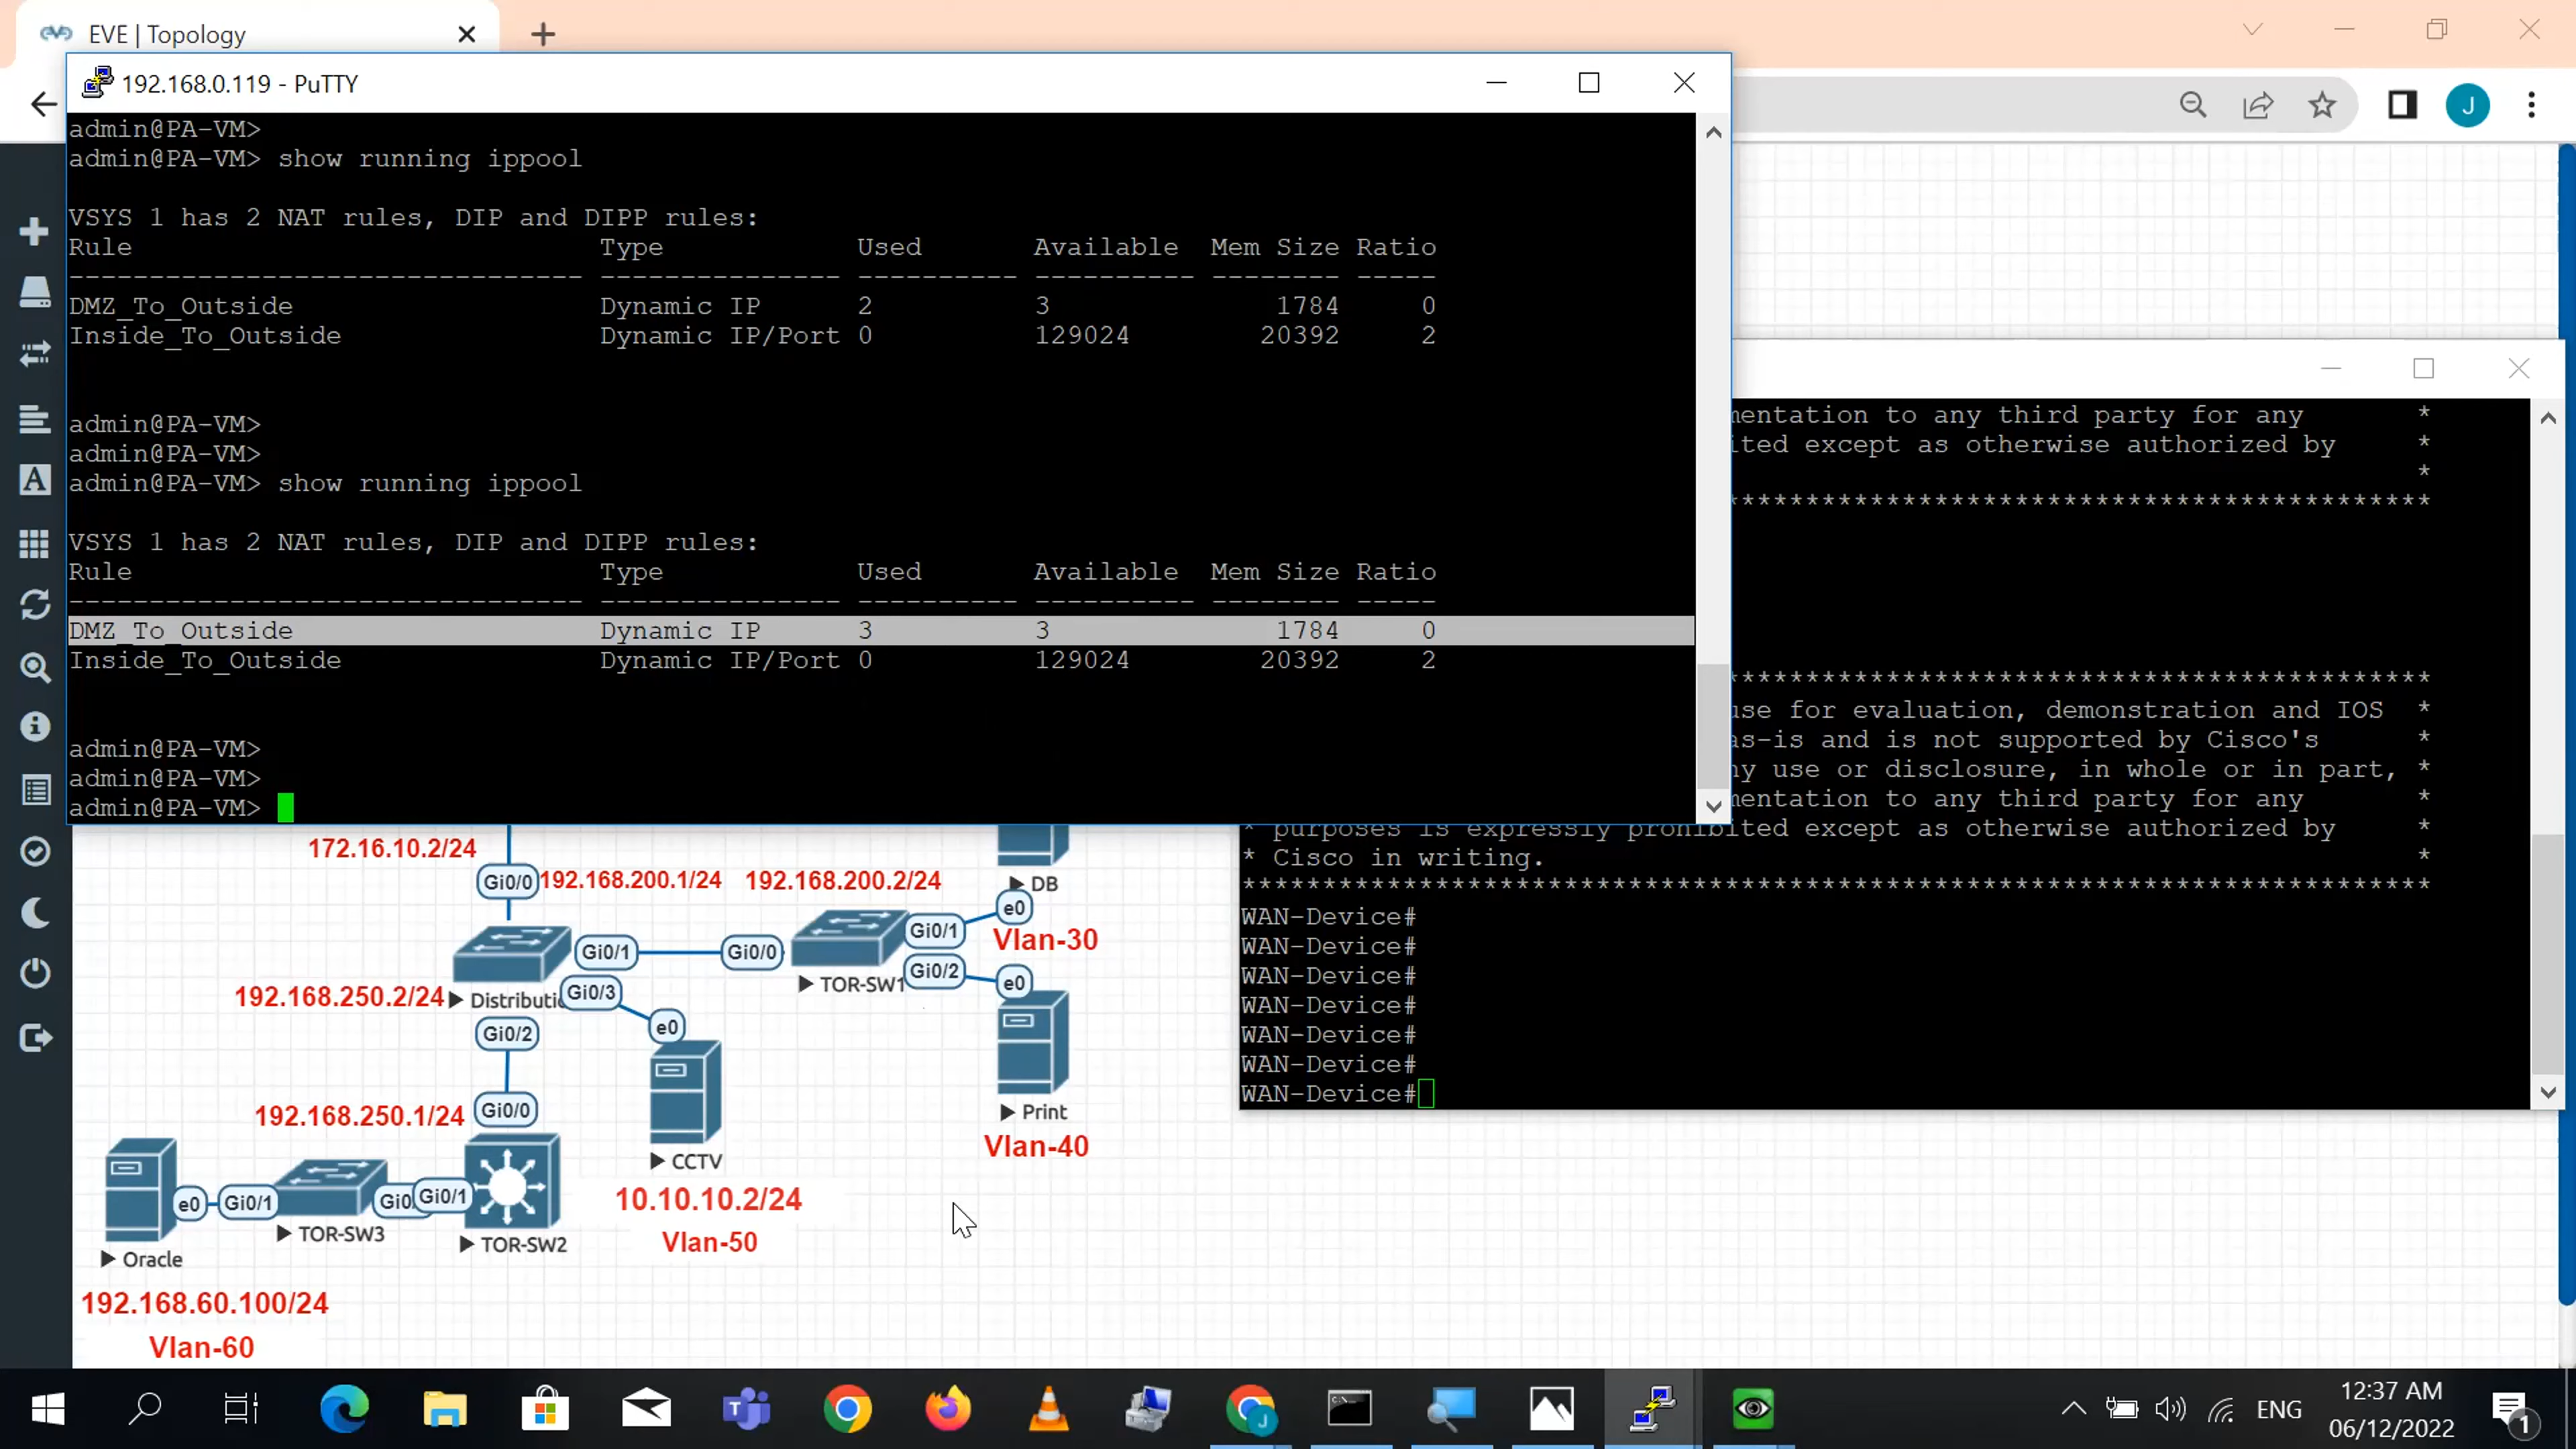 EVE | Topology
192.168.0.119 - PuTTY
J
admin@PA-VM>
admin@PA-VM> show running ippool
VSYS 1 has 2 NAT rules, DIP and DIPP rules:
Rule Type Used Available Mem Size Ratio
-------------------------------- --------------- ---------- ---------- -------- -----
DMZ_To_Outside Dynamic IP 2 3 1784 0
Inside_To_Outside Dynamic IP/Port 0 129024 20392 2
admin@PA-VM>
admin@PA-VM>
admin@PA-VM> show running ippool
VSYS 1 has 2 NAT rules, DIP and DIPP rules:
Rule Type Used Available Mem Size Ratio
-------------------------------- --------------- ---------- ---------- -------- -----
DMZ_To_Outside Dynamic IP 3 3 1784 0
Inside_To_Outside Dynamic IP/Port 0 129024 20392 2
admin@PA-VM>
admin@PA-VM>
admin@PA-VM>
to any third party for any *
except as otherwise authorized by *
*
**************************************************
**************************************************
for evaluation, demonstration and IOS *
as-is and is not supported by Cisco's *
use or disclosure, in whole or in part, *
to any third party for any *
* purposes is expressly prohibited except as otherwise authorized by *
* Cisco in writing. *
**************************************************************************
WAN-Device#
WAN-Device#
WAN-Device#
WAN-Device#
WAN-Device#
WAN-Device#
WAN-Device#
172.16.10.2/24
Gi0/0
192.168.200.1/24
192.168.200.2/24
DB
e0
Gi0/1
Vlan-30
Gi0/1
Gi0/0
Gi0/2
e0
TOR-SW1
192.168.250.2/24
Gi0/3
Gi0/2
e0
Print
Vlan-40
192.168.250.1/24
Gi0/0
CCTV
10.10.10.2/24
Vlan-50
e0
Gi0/1
Gi0/1
TOR-SW3
TOR-SW2
Oracle
192.168.60.100/24
Vlan-60
ENG
12:37 AM
06/12/2022
1